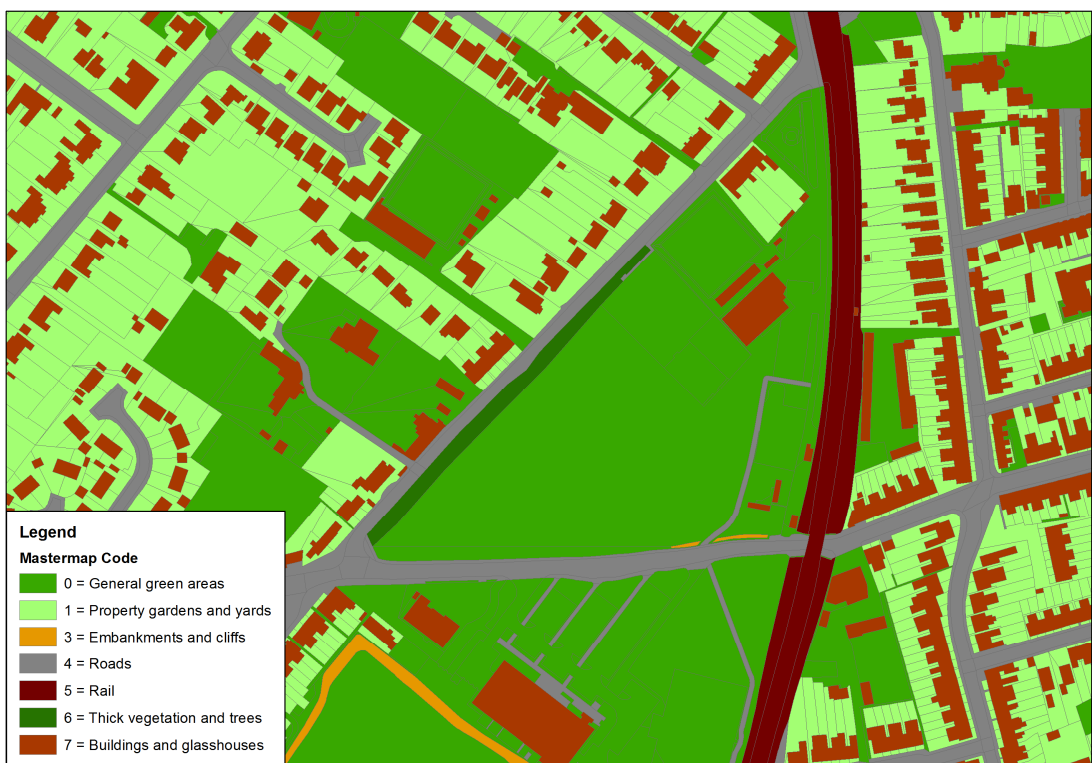 Legend
Mastermap Code
0 = General green areas
1 = Property gardens and yards
3 = Embankments and cliffs
4 = Roads
5 = Rail
6 = Thick vegetation and trees
7 = Buildings and glasshouses